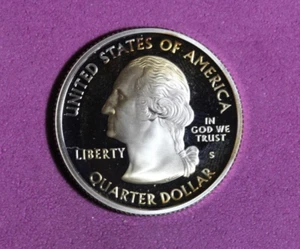 UNITED STATES OF AMERICA
IN
GOD WE
TRUST
LIBERTY
S
QUARTER DOLLAR